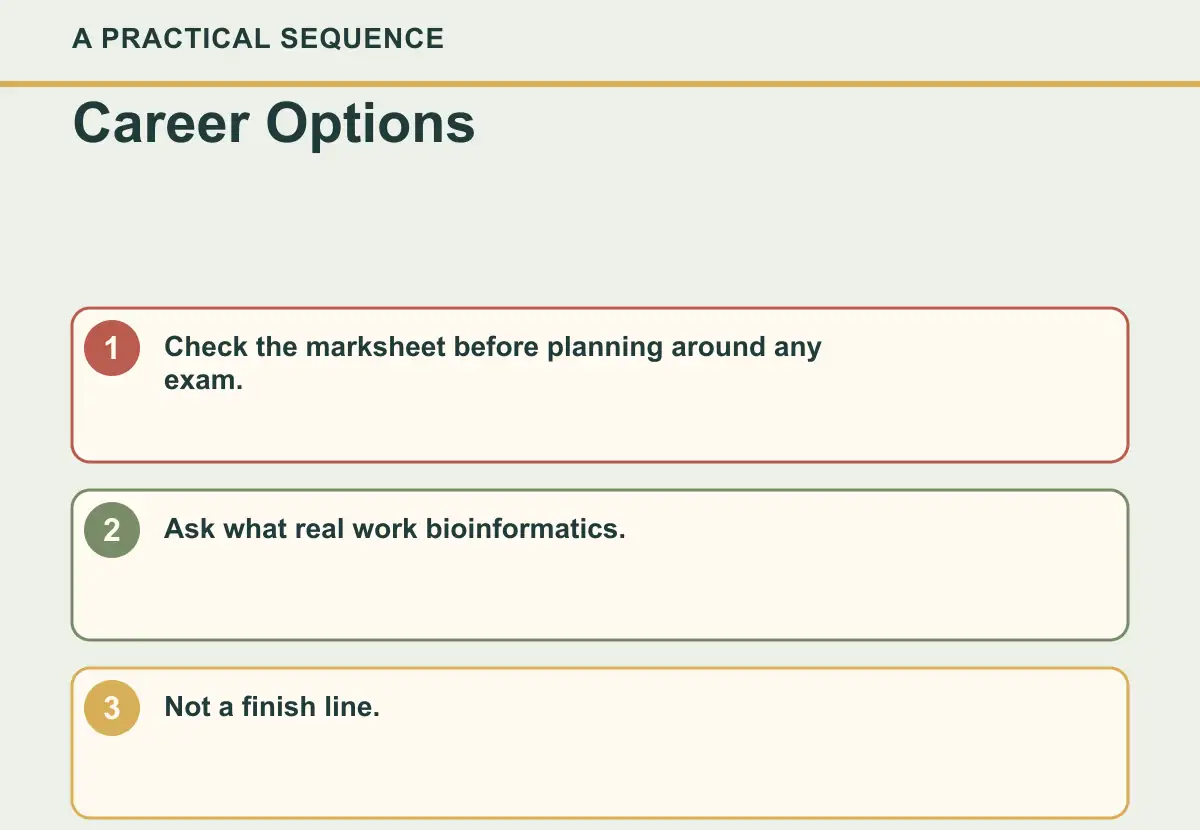 A PRACTICAL SEQUENCE
Career Options
1
Check the marksheet before planning around any
exam.
2
Ask what real work bioinformatics.
3
Not a finish line.